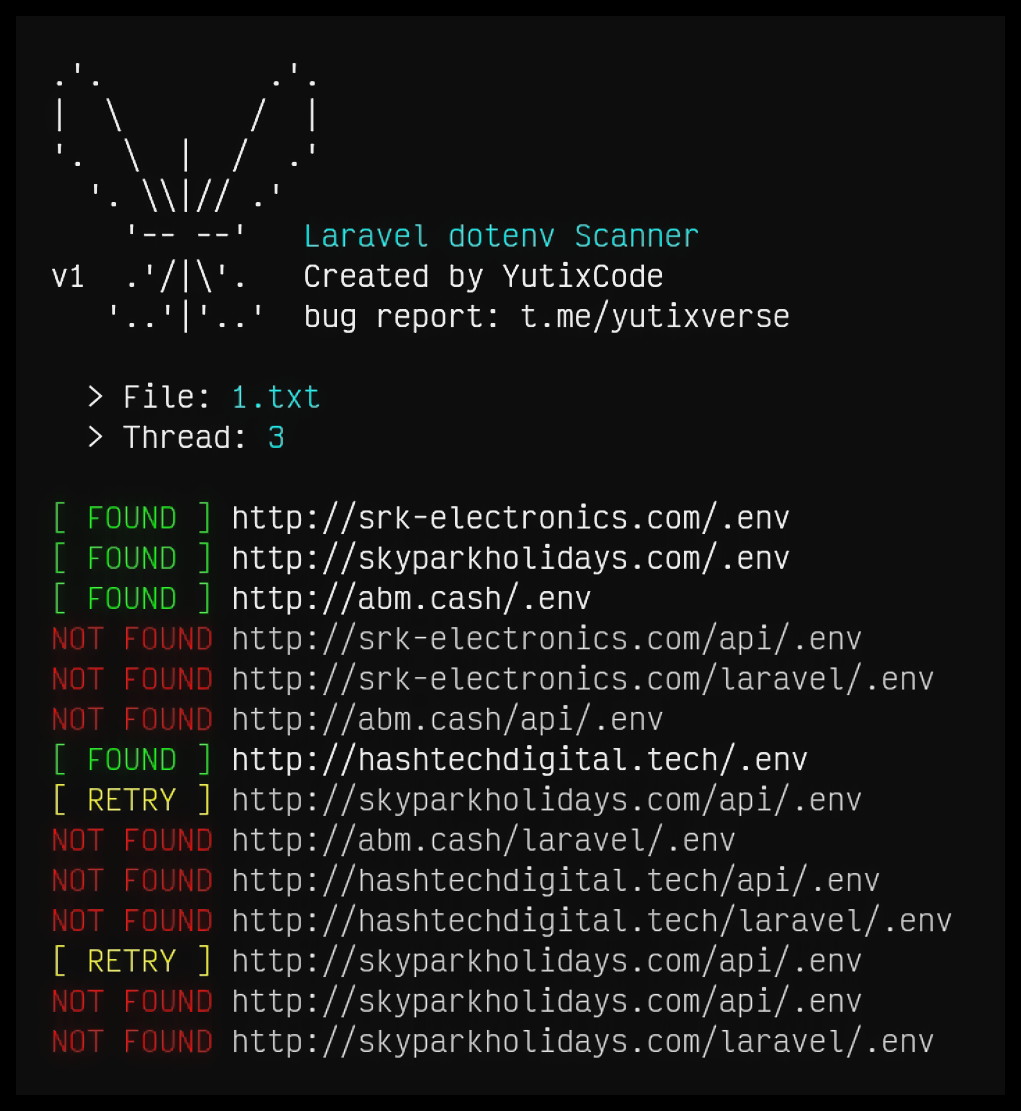 Laravel dotenv Scanner
v1 Created by YutixCode
bug report: t.me/yutixverse
> File: 1.txt
> Thread: 3
[ FOUND ] http://srk-electronics.com/.env
[ FOUND ] http://skyparkholidays.com/.env
[ FOUND ] http://abm.cash/.env
NOT FOUND http://srk-electronics.com/api/.env
NOT FOUND http://srk-electronics.com/laravel/.env
NOT FOUND http://abm.cash/api/.env
[ FOUND ] http://hashtechdigital.tech/.env
[ RETRY ] http://skyparkholidays.com/api/.env
NOT FOUND http://abm.cash/laravel/.env
NOT FOUND http://hashtechdigital.tech/api/.env
NOT FOUND http://hashtechdigital.tech/laravel/.env
[ RETRY ] http://skyparkholidays.com/api/.env
NOT FOUND http://skyparkholidays.com/api/.env
NOT FOUND http://skyparkholidays.com/laravel/.env